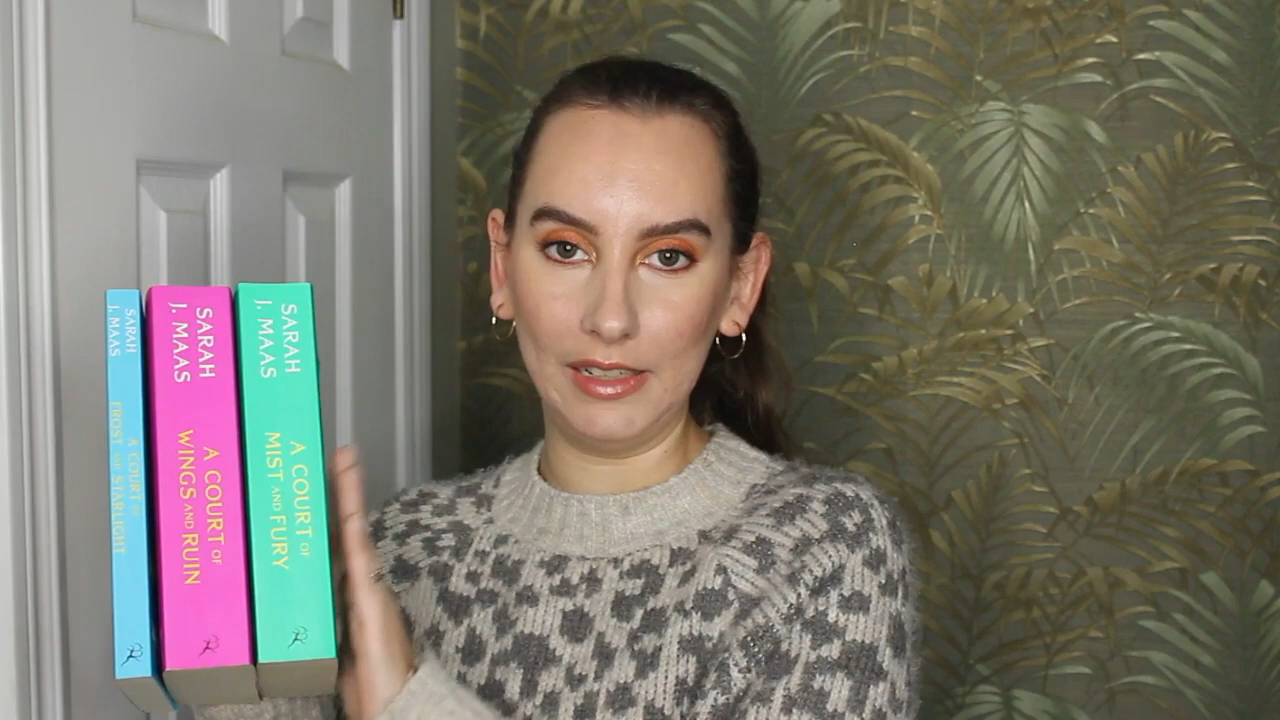 SARAH
J. MAAS
A COURT OF
FROST AND STARLIGHT
SARAH
J. MAAS
A COURT OF
WINGS AND RUIN
SARAH
J. MAAS
A COURT OF
MIST AND FURY